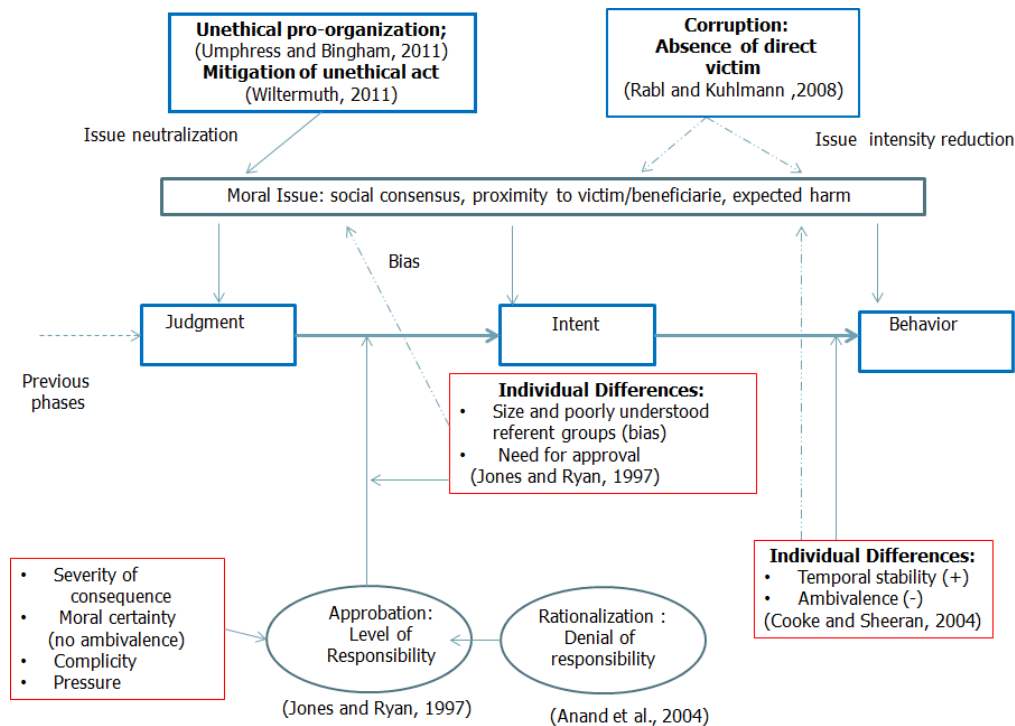 Unethical pro-organization;
(Umphress and Bingham, 2011)
Mitigation of unethical act
(Wiltermuth, 2011)
Corruption:
Absence of direct
victim
(Rabl and Kuhlmann ,2008)
Issue neutralization
Issue intensity reduction
Moral Issue: social consensus, proximity to victim/beneficiarie, expected harm
Bias
Judgment
Intent
Behavior
Previous
phases
Individual Differences:
• Size and poorly understood
referent groups (bias)
• Need for approval
(Jones and Ryan, 1997)
Individual Differences:
• Temporal stability (+)
• Ambivalence (-)
(Cooke and Sheeran, 2004)
• Severity of
consequence
• Moral certainty
(no ambivalence)
• Complicity
• Pressure
Approbation:
Level of
Responsibility
Rationalization :
Denial of
responsibility
(Jones and Ryan, 1997)
(Anand et al., 2004)